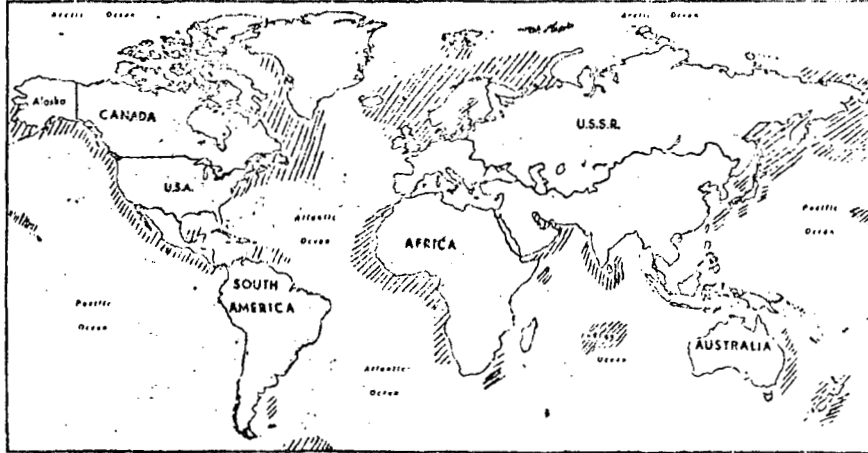 Arctic Ocean
Arctic Ocean
Alaska
CANADA
U.S.S.R.
U.S.A.
Atlantic
Ocean
Pacific
Ocean
AFRICA
SOUTH
AMERICA
Pacific
Ocean
AUSTRALIA
Ocean
Atlantic
Ocean